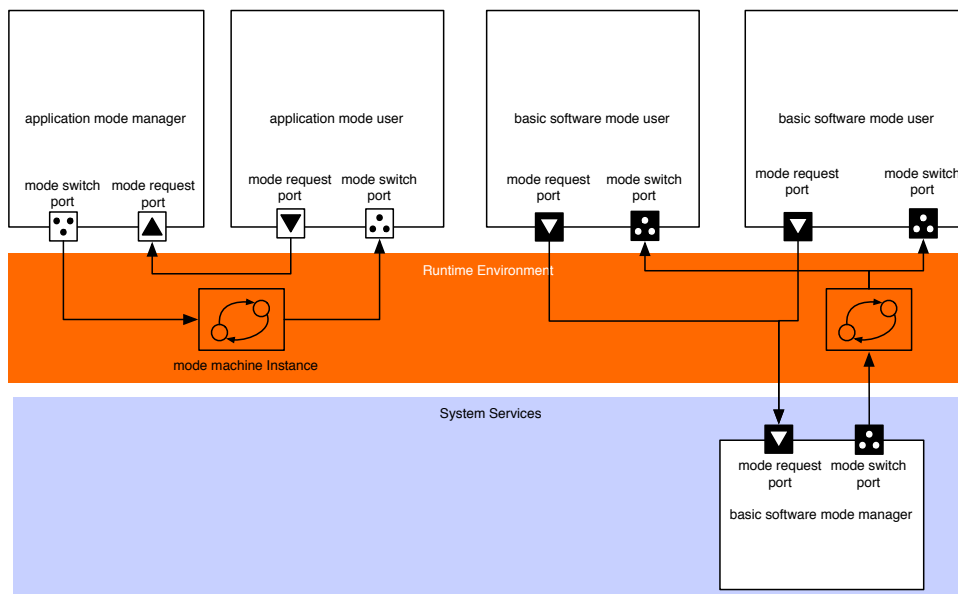 application mode manager
application mode user
basic software mode user
basic software mode user
mode switch
port
mode request
port
mode request
port
mode switch
port
mode request
port
mode switch
port
mode request
port
mode switch
port
Runtime Environment
mode machine Instance
System Services
mode request
port
mode switch
port
basic software mode manager